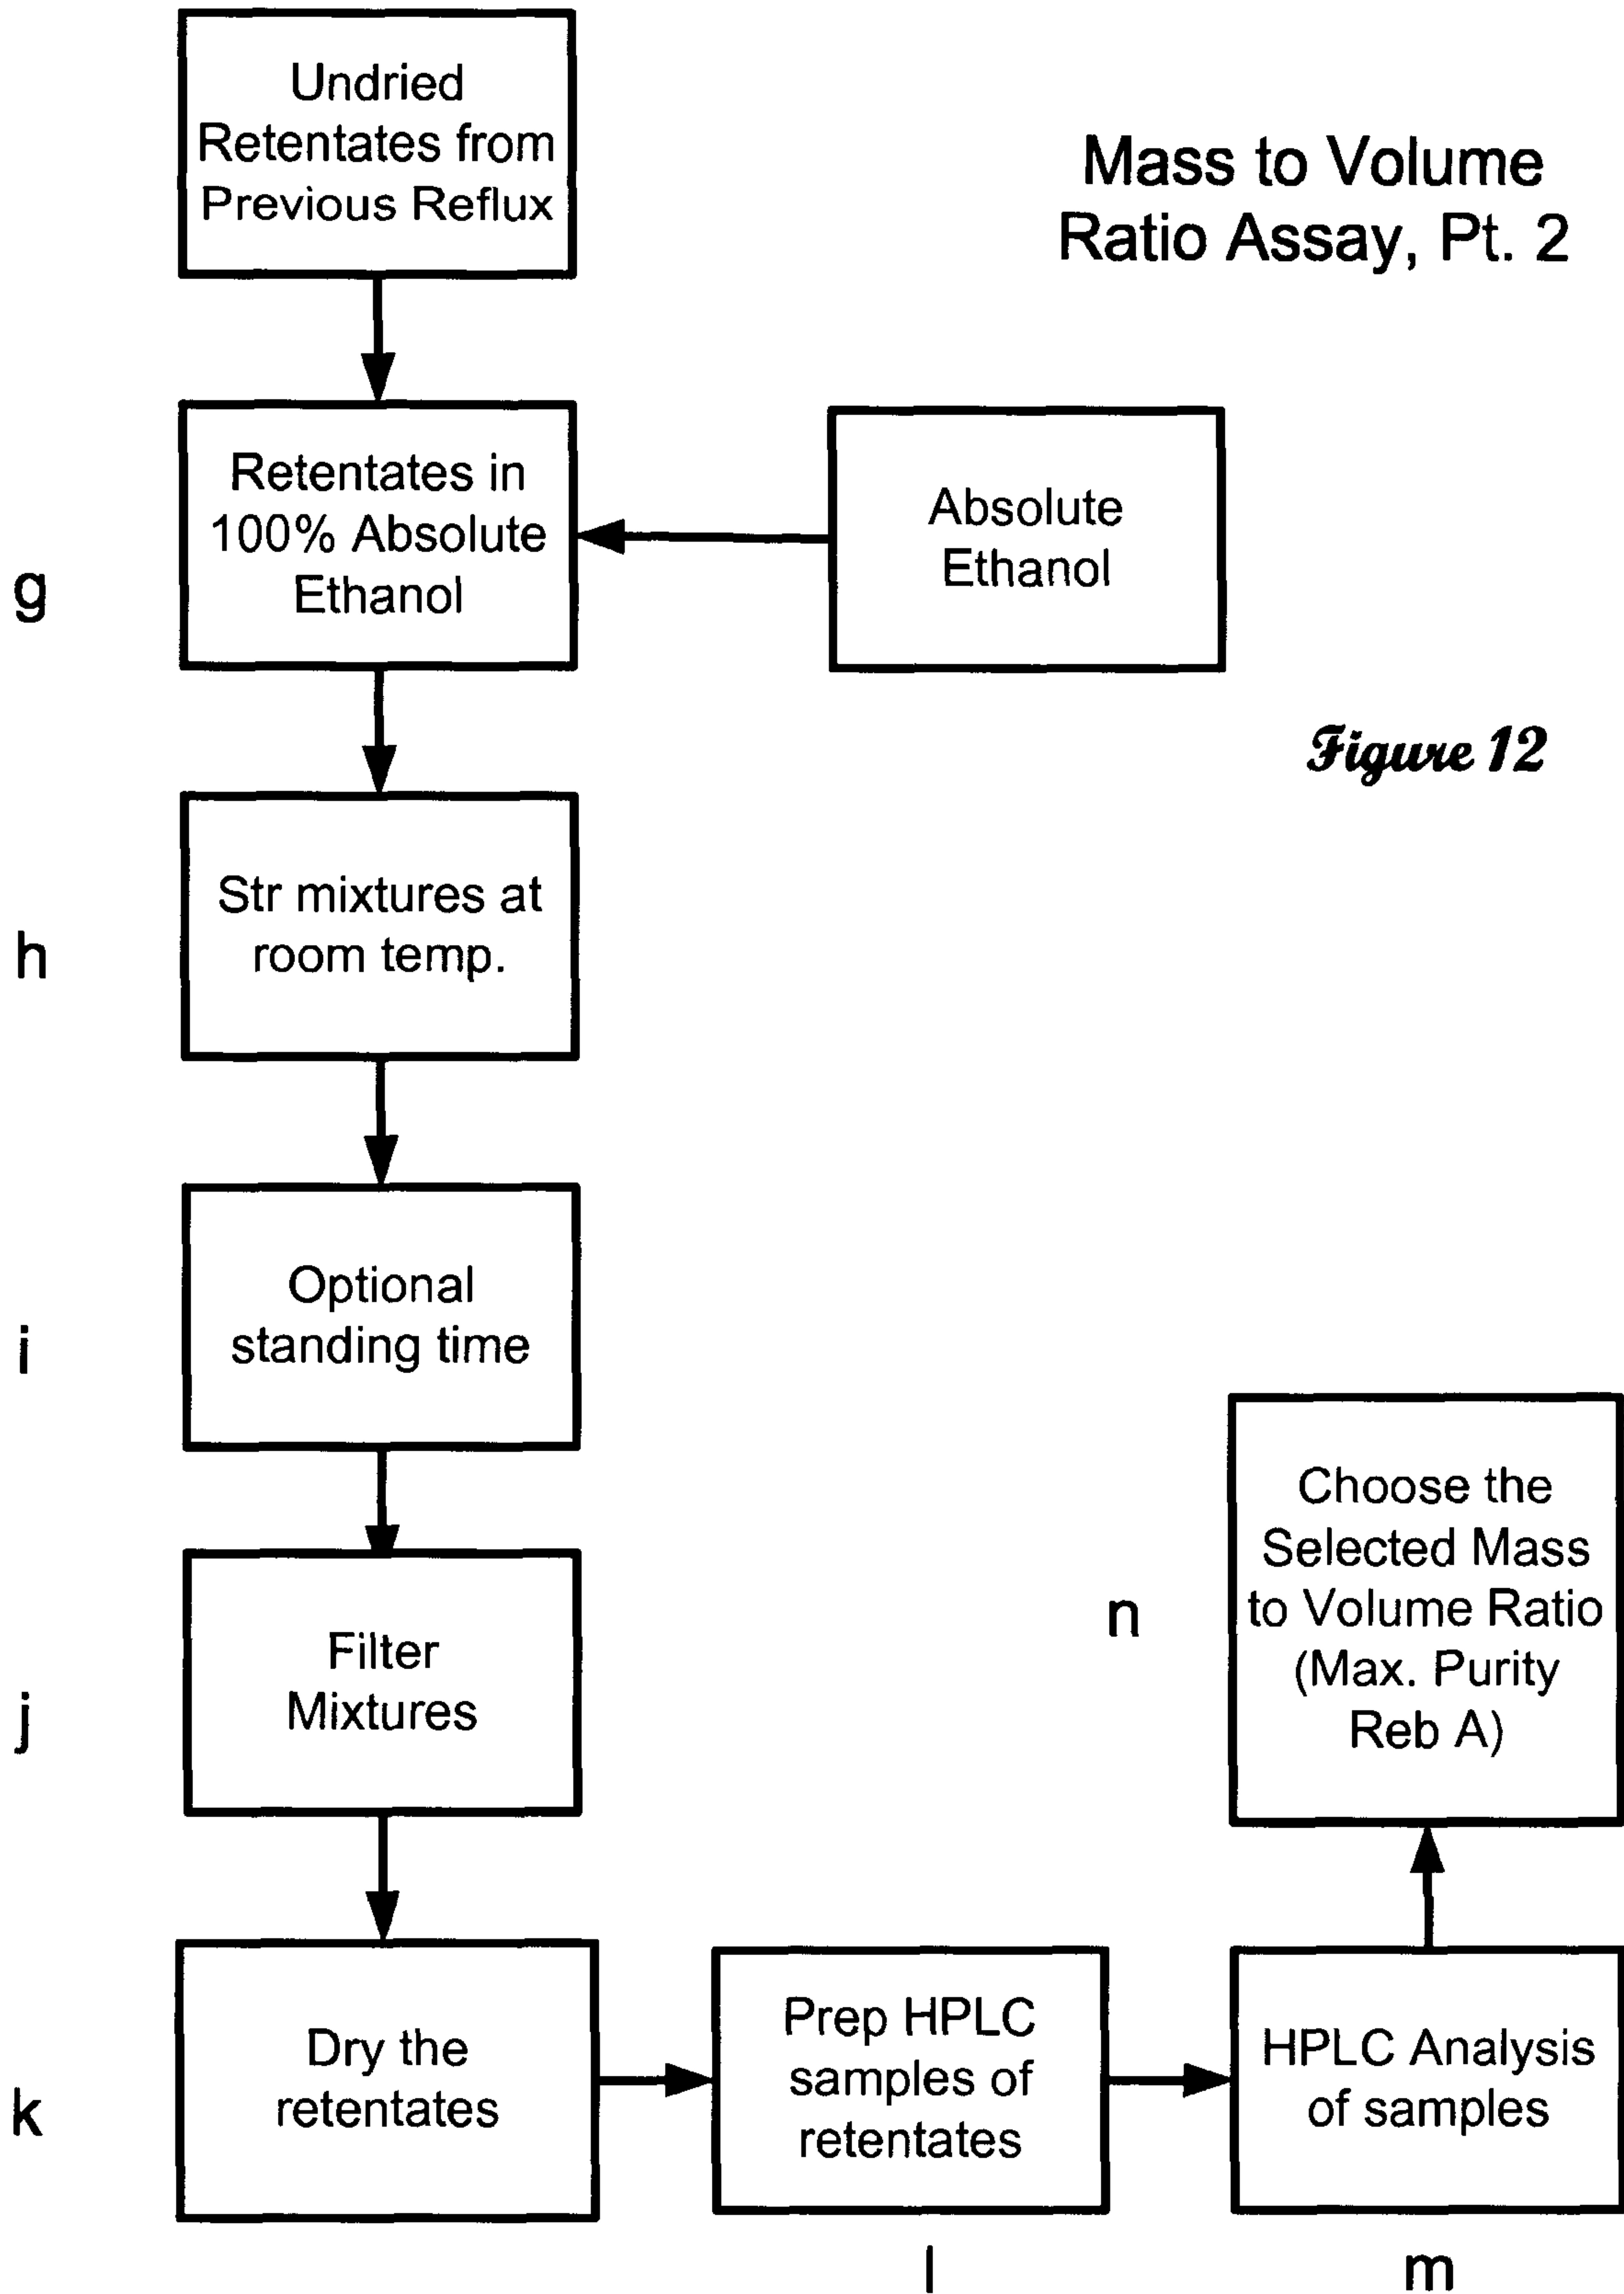 Undried
Retentates from
Previous Reflux
Mass to Volume
Ratio Assay, Pt. 2
g
Retentates in
100% Absolute
Ethanol
Absolute
Ethanol
Figure 12
h
Str mixtures at
room temp.
i
Optional
standing time
j
Filter
Mixtures
k
Dry the
retentates
Prep HPLC
samples of
retentates
l
HPLC Analysis
of samples
m
n
Choose the
Selected Mass
to Volume Ratio
(Max. Purity
Reb A)